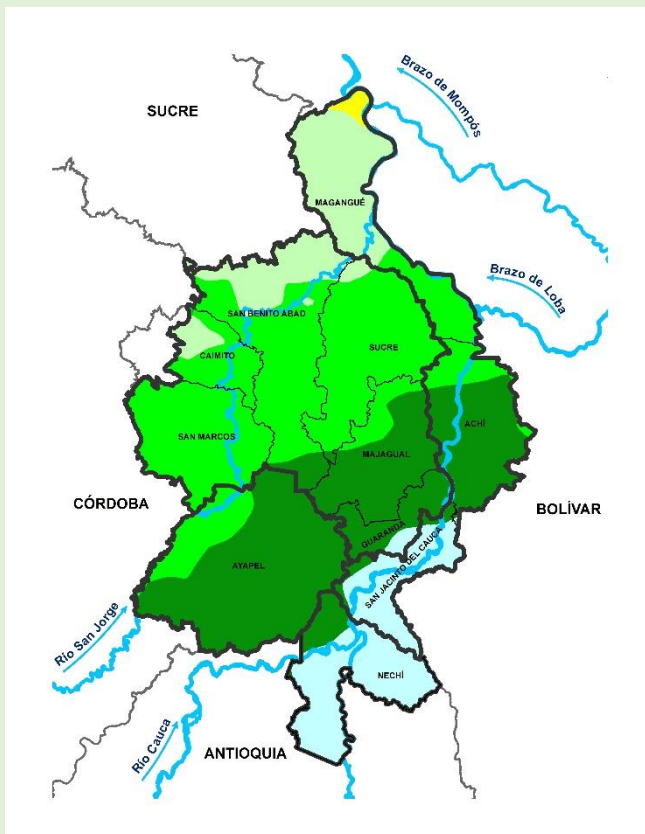 Brazo de Mompós
SUCRE
MAGANGUÉ
Brazo de Loba
SAN BENITO ABAD
CAIMITO
SUCRE
SAN MARCOS
ACHÍ
MAJAGUAL
CÓRDOBA
BOLÍVAR
GUARANDA
AYAPEL
SAN JACINTO DEL CAUCA
Río San Jorge
NECHÍ
Río Cauca
ANTIOQUIA